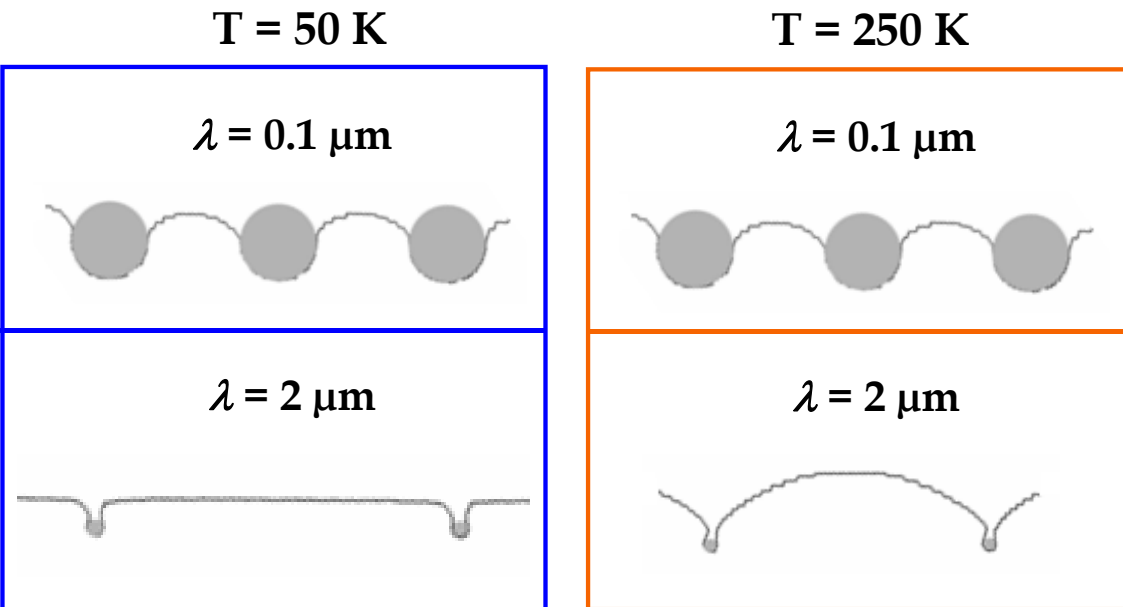 T = 50 K
T = 250 K
λ = 0.1 μm
λ = 0.1 μm
λ = 2 μm
λ = 2 μm